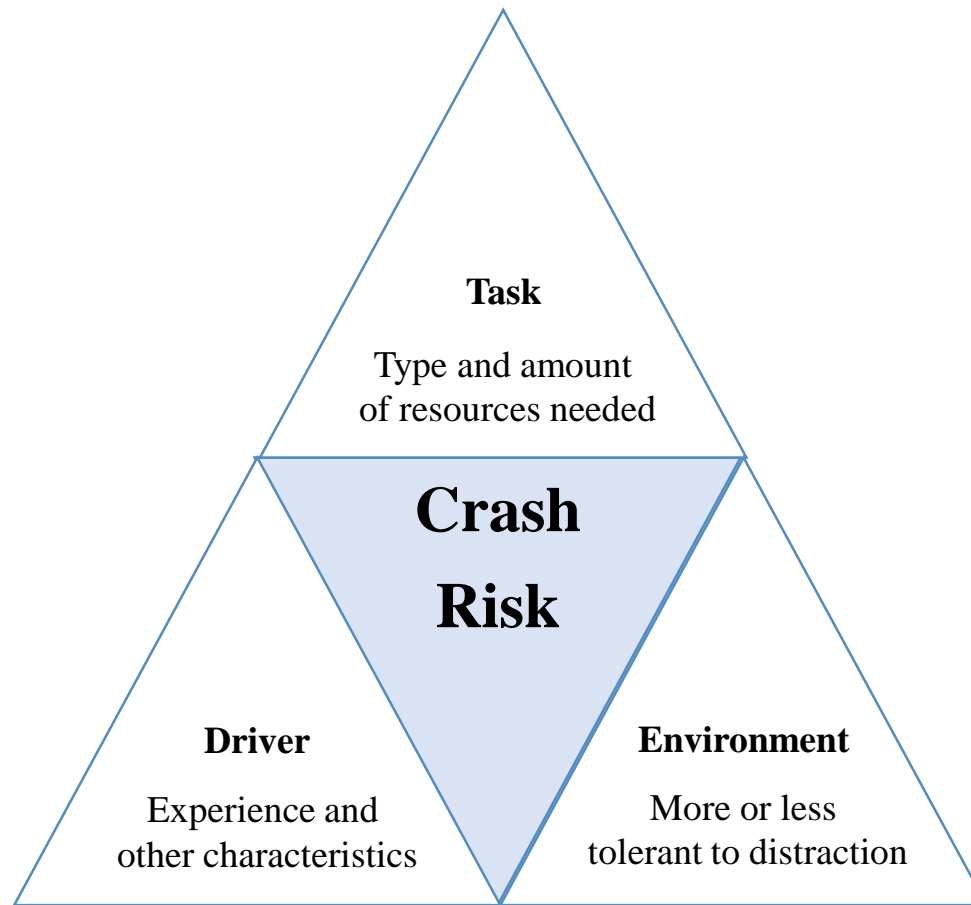 Task
Type and amount
of resources needed
Crash
Risk
Driver
Experience and
other characteristics
Environment
More or less
tolerant to distraction